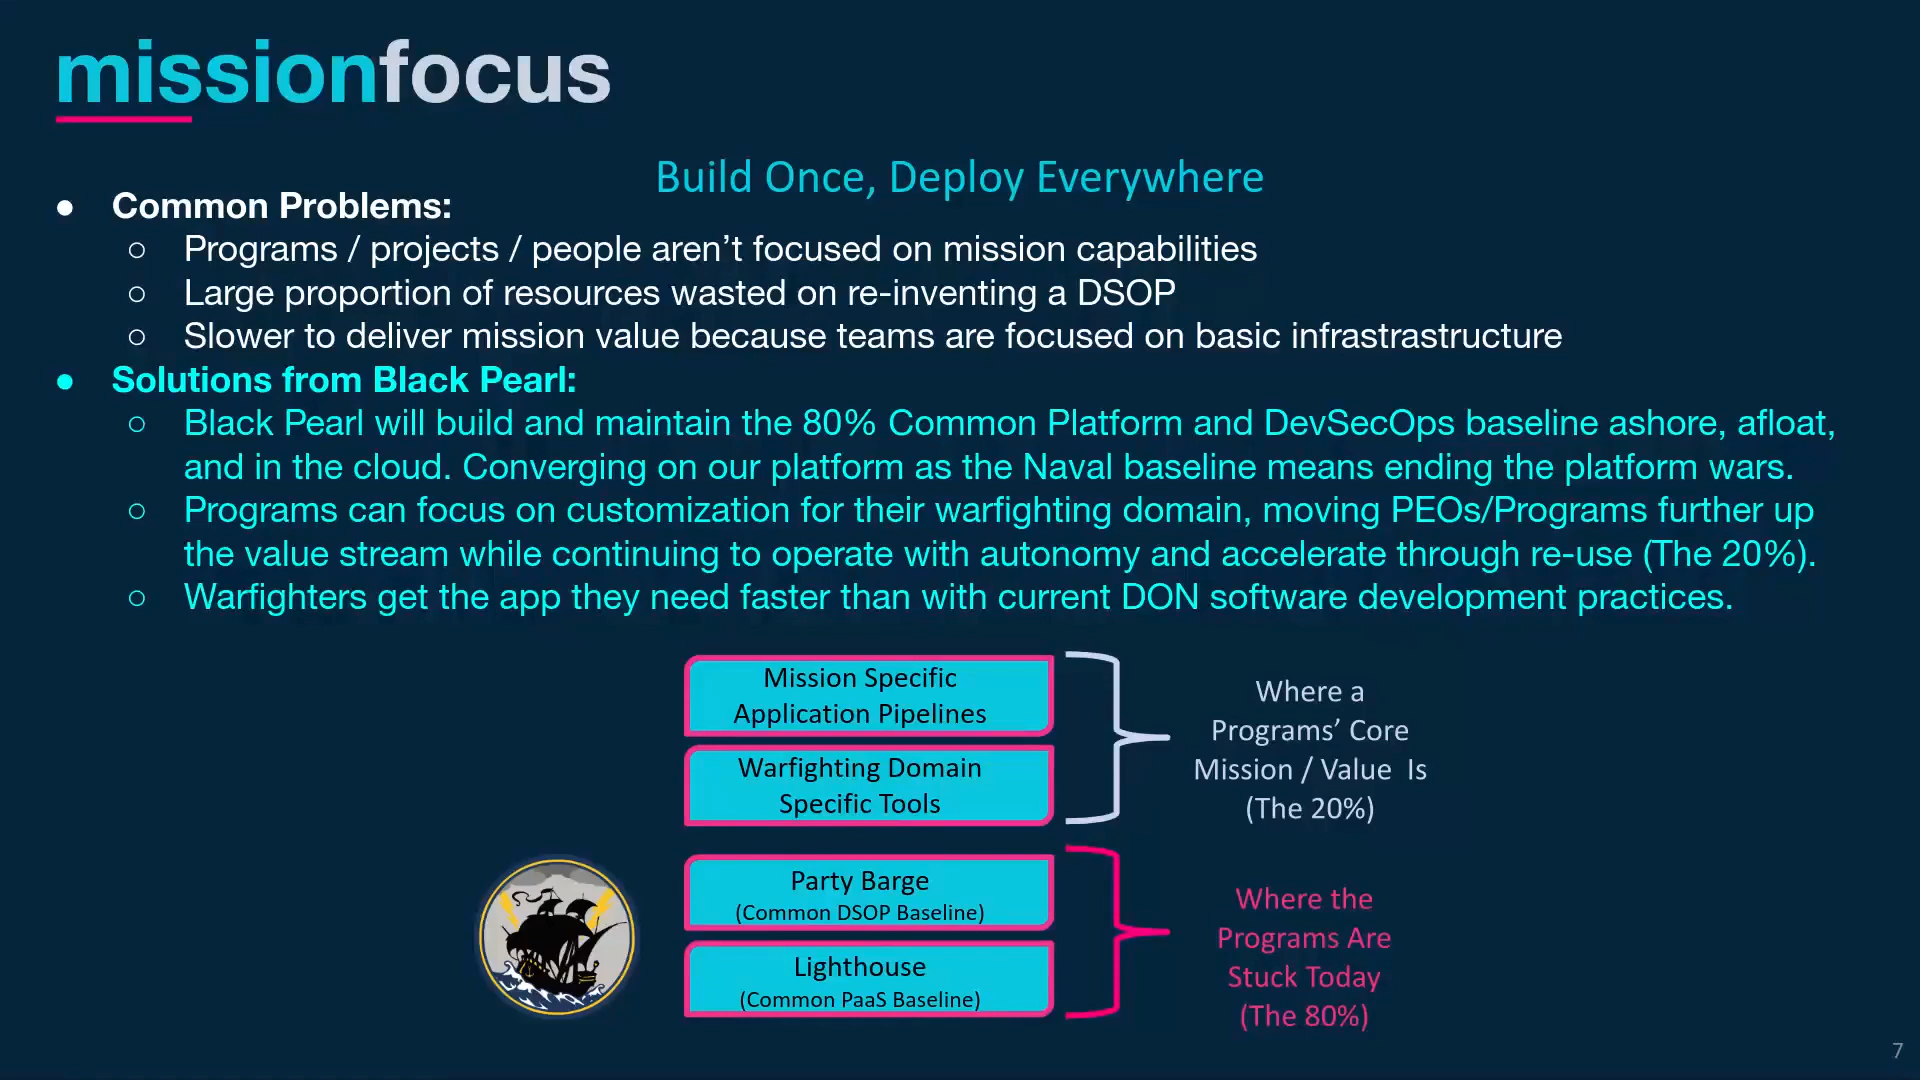 missionfocus
Build Once, Deploy Everywhere
● Common Problems:
○ Programs / projects / people aren’t focused on mission capabilities
○ Large proportion of resources wasted on re-inventing a DSOP
○ Slower to deliver mission value because teams are focused on basic infrastrastructure
● Solutions from Black Pearl:
○ Black Pearl will build and maintain the 80% Common Platform and DevSecOps baseline ashore, afloat,
and in the cloud. Converging on our platform as the Naval baseline means ending the platform wars.
○ Programs can focus on customization for their warfighting domain, moving PEOs/Programs further up
the value stream while continuing to operate with autonomy and accelerate through re-use (The 20%).
○ Warfighters get the app they need faster than with current DON software development practices.
Mission Specific
Application Pipelines
Warfighting Domain
Specific Tools
Where a
Programs’ Core
Mission / Value Is
(The 20%)
Party Barge
(Common DSOP Baseline)
Lighthouse
(Common PaaS Baseline)
Where the
Programs Are
Stuck Today
(The 80%)
7